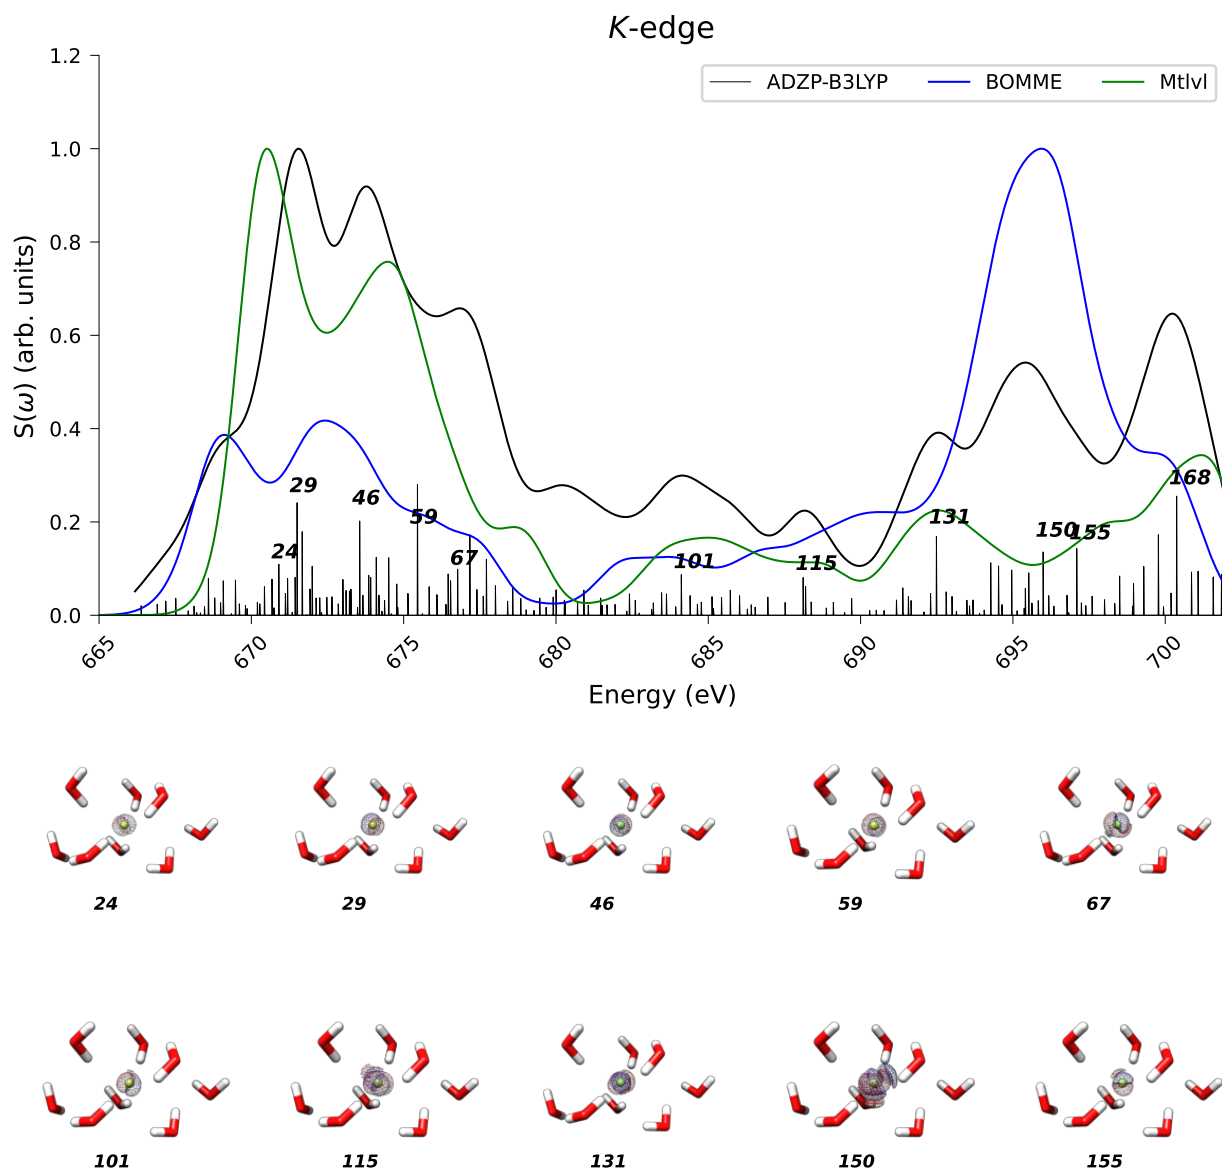 K-edge
ADZP-B3LYP BOMME Mtlvl
S(ω) (arb. units)
1.2
1.0
0.8
0.6
0.4
0.2
0.0
24
29
46
59
67
101
115
131
150
155
168
665 670 675 680 685 690 695 700
Energy (eV)
24 29 46 59 67
101 115 131 150 155